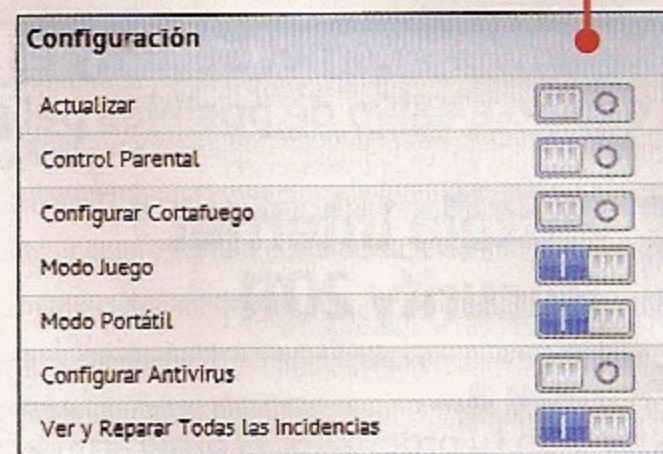 Configuración
Actualizar
Control Parental
Configurar Cortafuego
Modo Juego
Modo Portátil
Configurar Antivirus
Ver y Reparar Todas las Incidencias